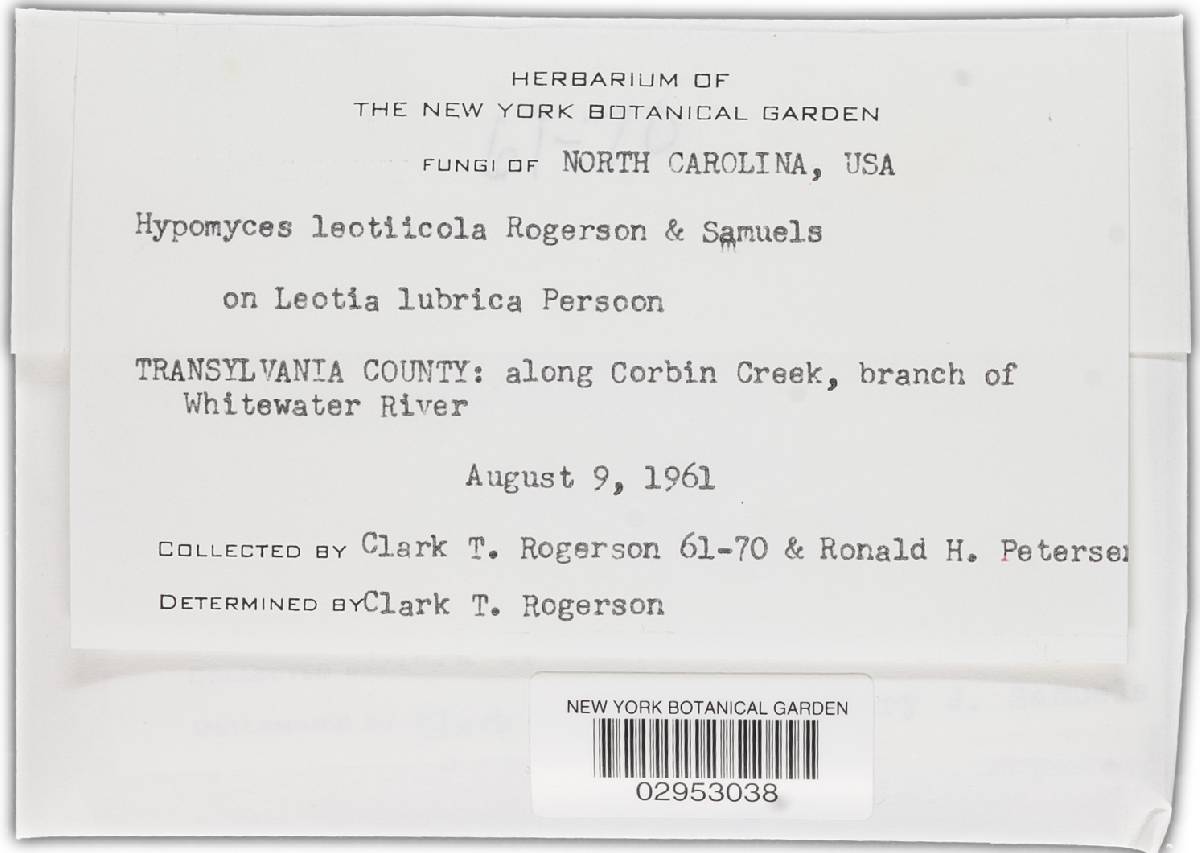 HERBARIUM OF
THE NEW YORK BOTANICAL GARDEN
FUNGI OF NORTH CAROLINA, USA
Hypomyces leotiicola Rogerson & Samuels
on Leotia lubrica Persoon
TRANSYLVANIA COUNTY: along Corbin Creek, branch of
Whitewater River
August 9, 1961
COLLECTED BY Clark T. Rogerson 61-70 & Ronald H. Petersen
DETERMINED BY Clark T. Rogerson
NEW YORK BOTANICAL GARDEN
02953038